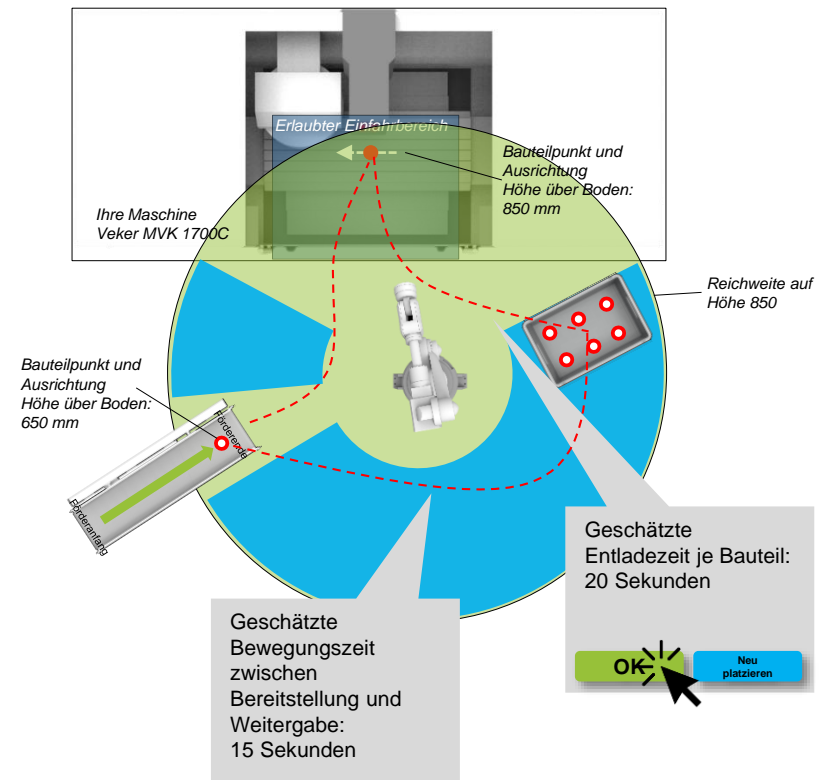 Erlaubter Einfahrbereich
Bauteilpunkt und
Ausrichtung
Höhe über Boden:
850 mm
Ihre Maschine
Veker MVK 1700C
Reichweite auf
Höhe 850
Bauteilpunkt und
Ausrichtung
Höhe über Boden:
650 mm
Förderende
Förderanfang
Geschätzte
Entladezeit je Bauteil:
20 Sekunden
OK
Neu
platzieren
Geschätzte
Bewegungszeit
zwischen
Bereitstellung und
Weitergabe:
15 Sekunden